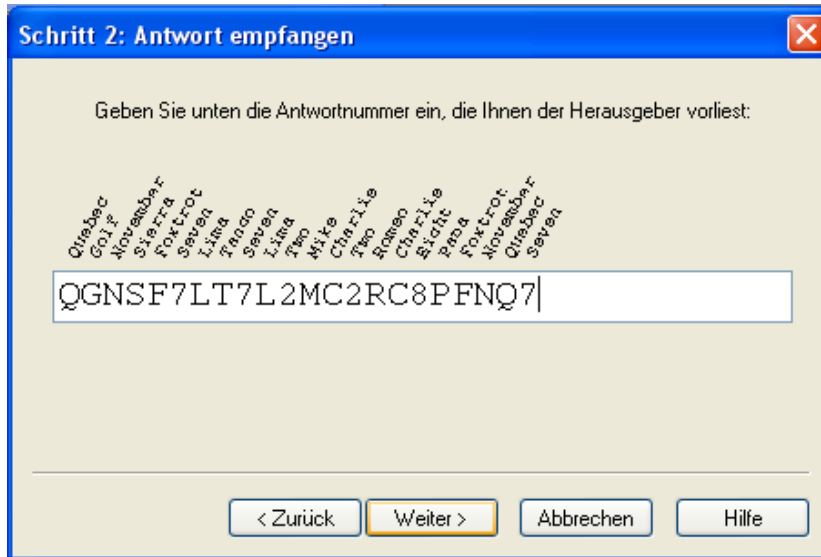 Schritt 2: Antwort empfangen
Geben Sie unten die Antwortnummer ein, die Ihnen der Herausgeber vorliest:
Quebec Golf November Sierra Foxtrot Seven Lima Tango Seven Lima Two Mike Charlie Two Romeo Charlie Eight Papa Foxtrot November Quebec Seven
QGNSF7LT7L2MC2RC8PFNQ7
< Zurück Weiter > Abbrechen Hilfe